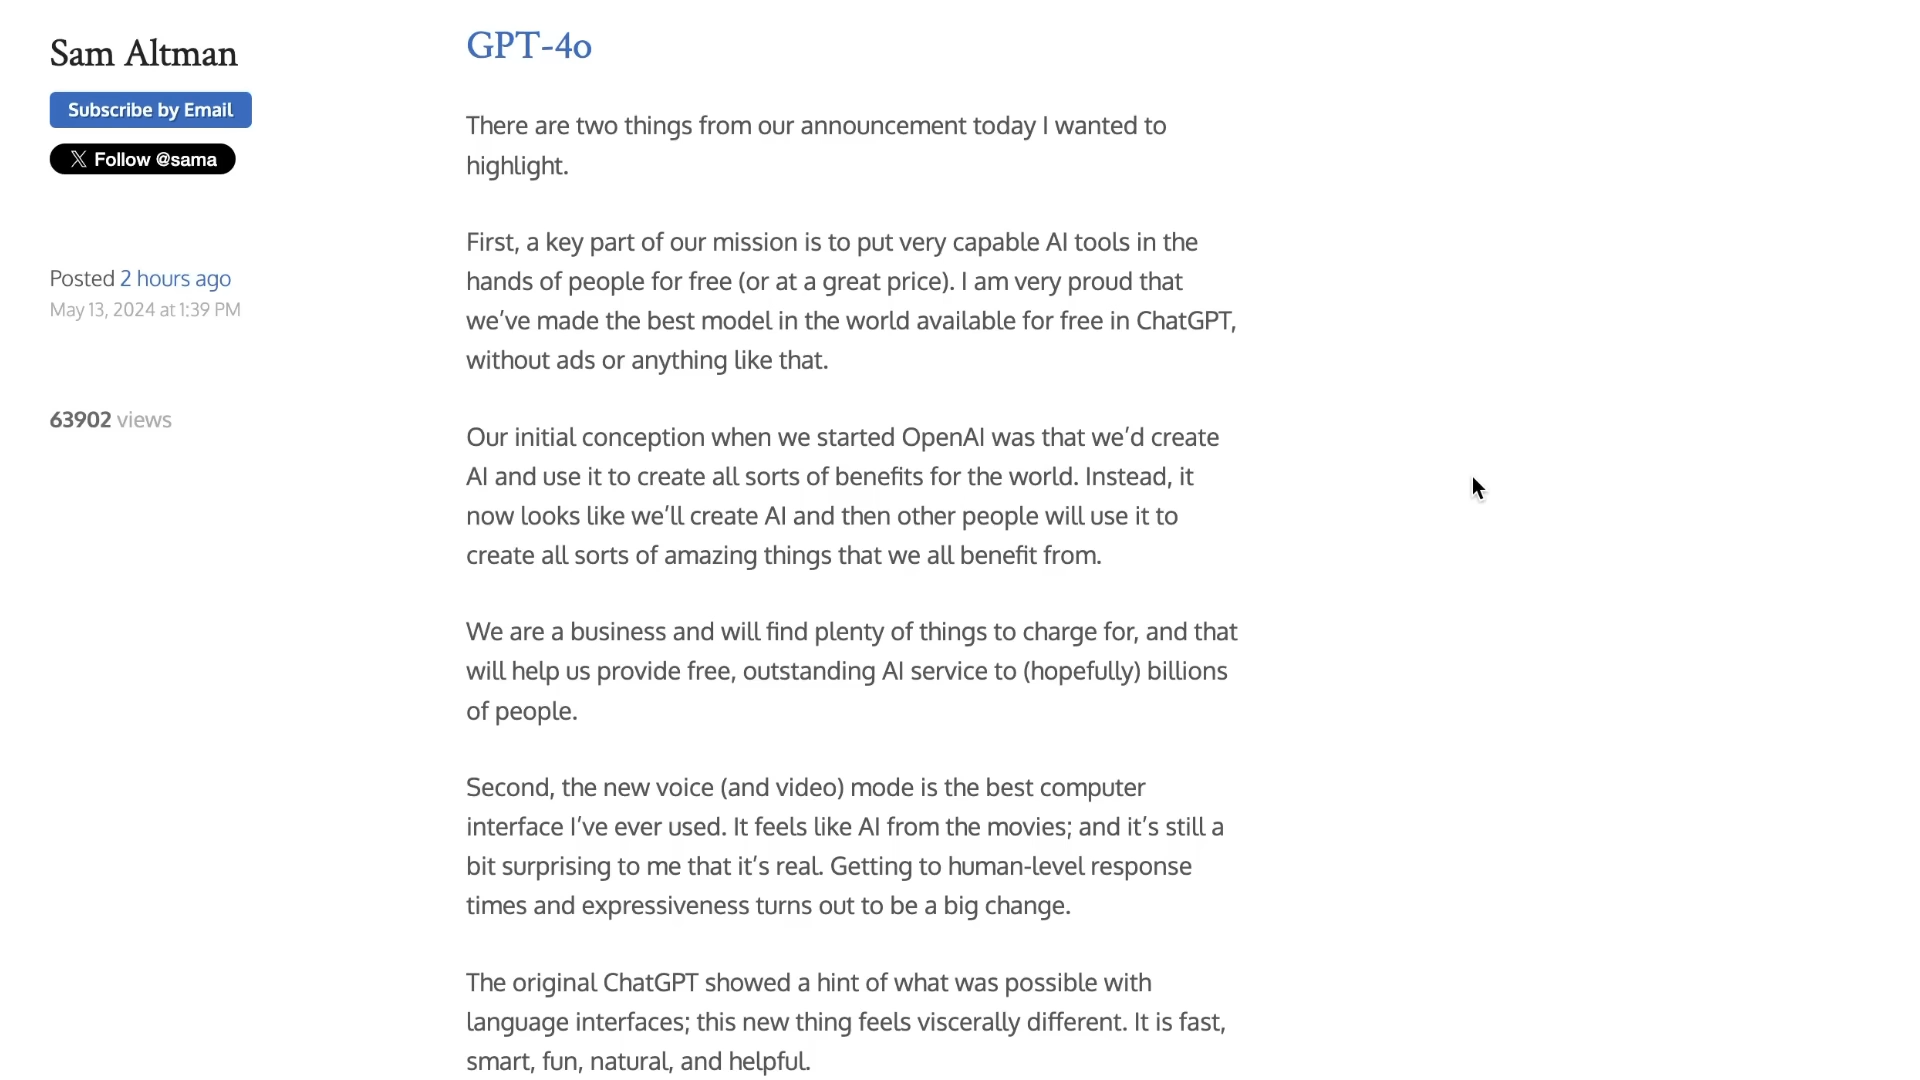 Sam Altman
Subscribe by Email
X Follow @sama
Posted 2 hours ago
May 13, 2024 at 1:39 PM
63902 views
GPT-4o
There are two things from our announcement today I wanted to
highlight.
First, a key part of our mission is to put very capable AI tools in the
hands of people for free (or at a great price). I am very proud that
we’ve made the best model in the world available for free in ChatGPT,
without ads or anything like that.
Our initial conception when we started OpenAI was that we’d create
AI and use it to create all sorts of benefits for the world. Instead, it
now looks like we’ll create AI and then other people will use it to
create all sorts of amazing things that we all benefit from.
We are a business and will find plenty of things to charge for, and that
will help us provide free, outstanding AI service to (hopefully) billions
of people.
Second, the new voice (and video) mode is the best computer
interface I’ve ever used. It feels like AI from the movies; and it’s still a
bit surprising to me that it’s real. Getting to human-level response
times and expressiveness turns out to be a big change.
The original ChatGPT showed a hint of what was possible with
language interfaces; this new thing feels viscerally different. It is fast,
smart, fun, natural, and helpful.